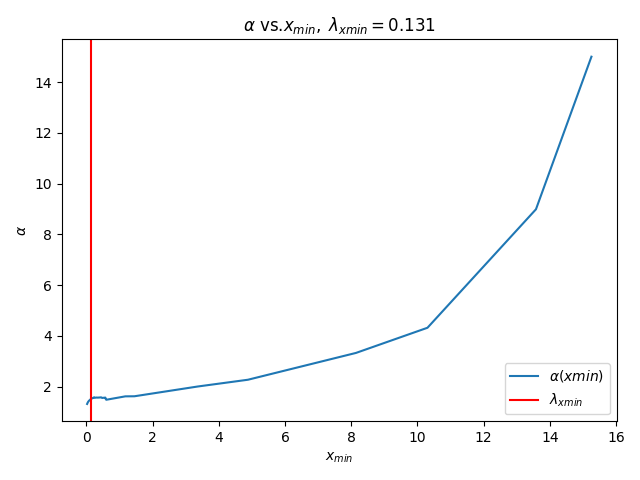 α vs.x_min, λ_xmin = 0.131
α
14
12
10
8
6
4
2
0 2 4 6 8 10 12 14 16
x_min
α(xmin)
λ_xmin